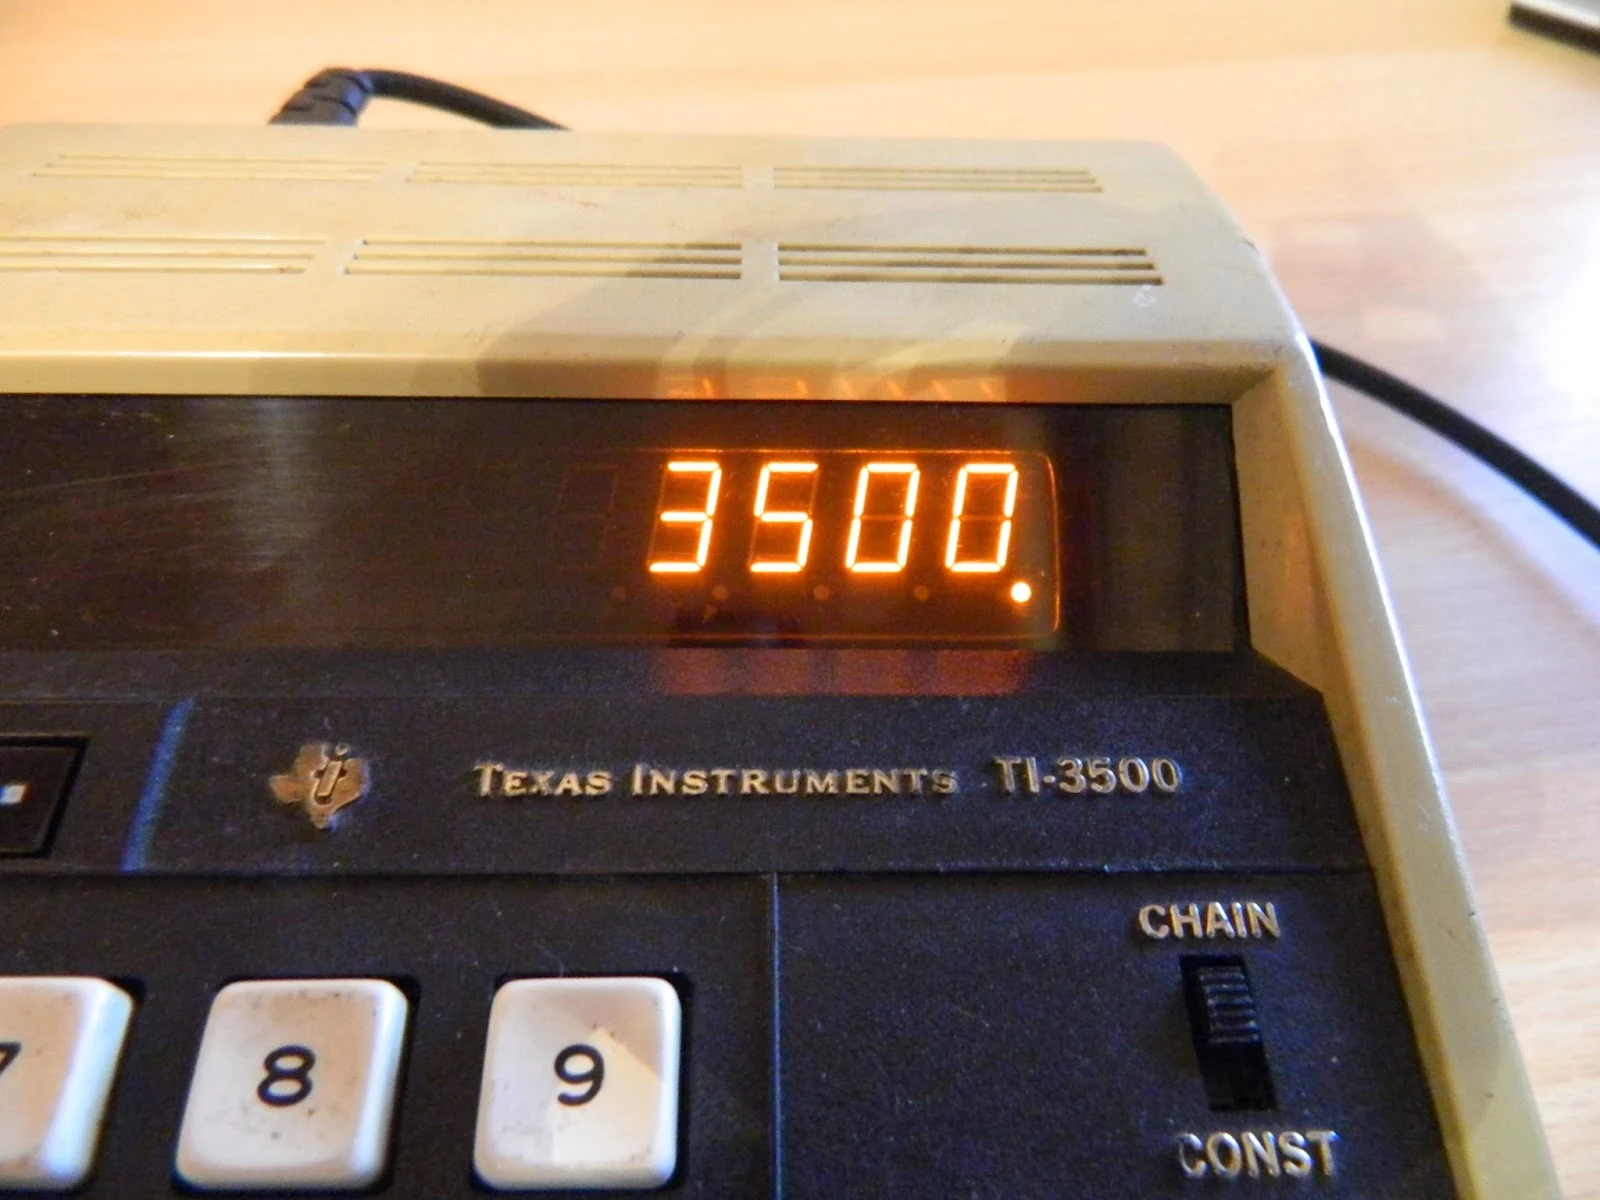 3500.
TEXAS INSTRUMENTS TI-3500
CHAIN
7 8 9
CONST